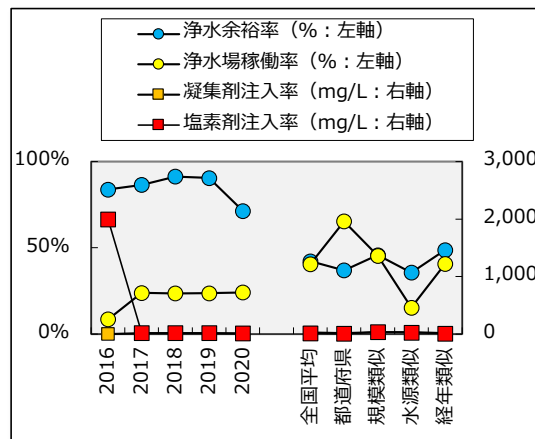 浄水余裕率（%：左軸）
浄水場稼働率（%：左軸）
凝集剤注入率（mg/L：右軸）
塩素剤注入率（mg/L：右軸）
100%
50%
0%
3,000
2,000
1,000
0
2016
2017
2018
2019
2020
全国平均
都道府県
規模類似
水源類似
経年類似